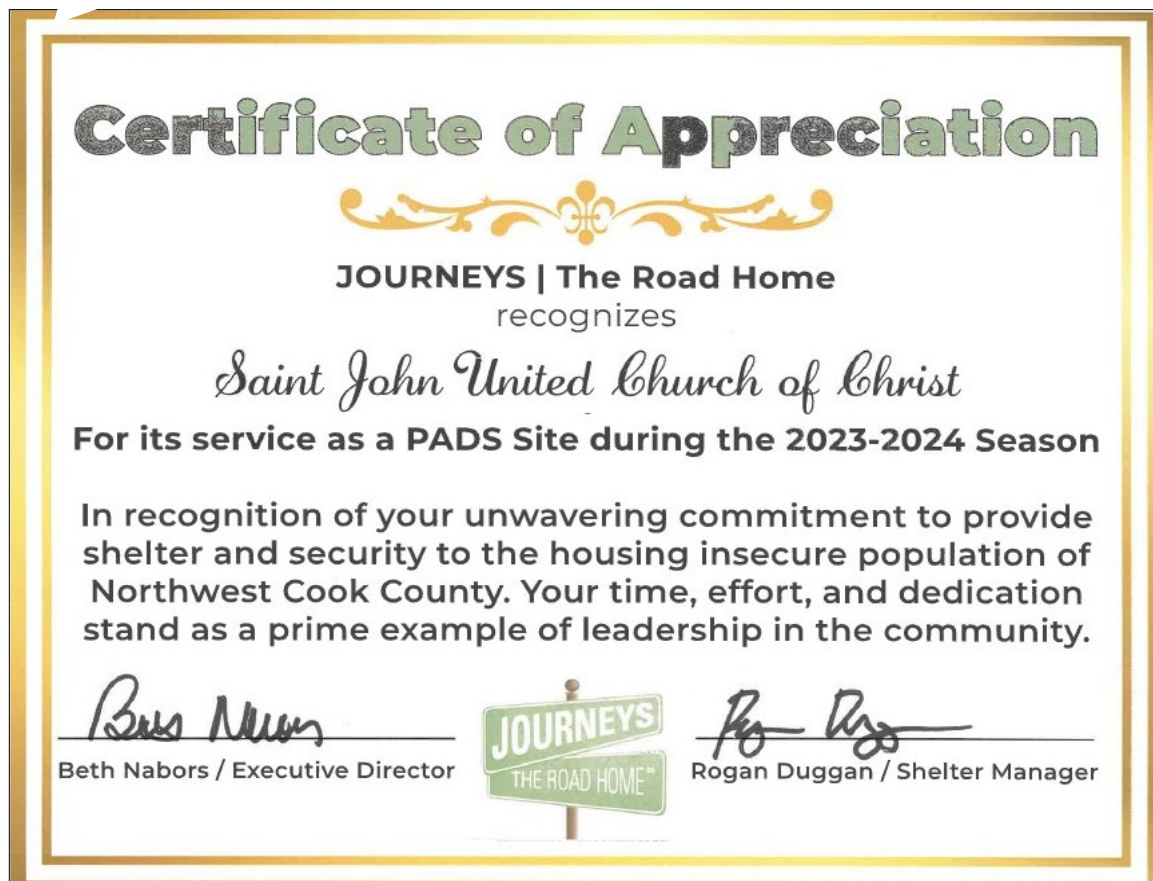 Certificate of Appreciation
JOURNEYS | The Road Home
recognizes
Saint John United Church of Christ
For its service as a PADS Site during the 2023-2024 Season
In recognition of your unwavering commitment to provide
shelter and security to the housing insecure population of
Northwest Cook County. Your time, effort, and dedication
stand as a prime example of leadership in the community.
Beth Nabors / Executive Director
JOURNEYS
THE ROAD HOME℠
Rogan Duggan / Shelter Manager